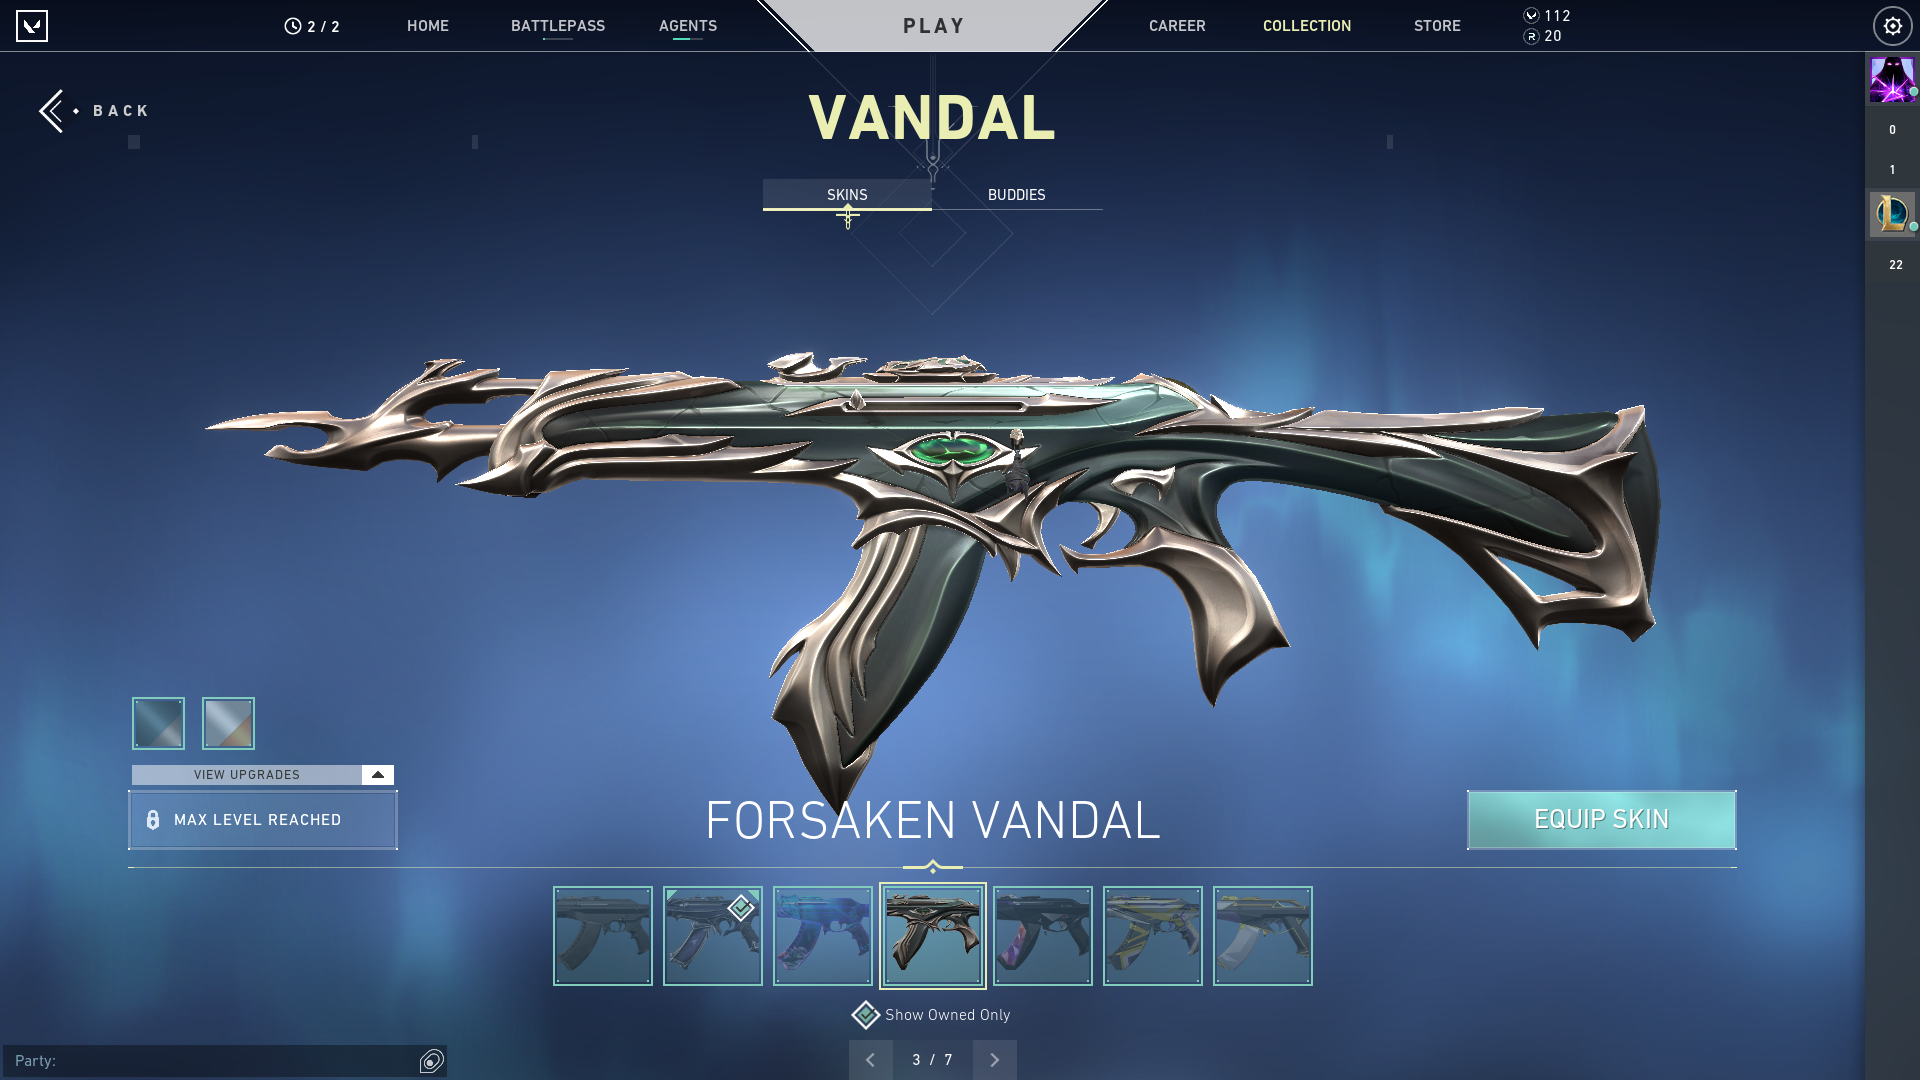 2 / 2
HOME
BATTLEPASS
AGENTS
PLAY
CAREER
COLLECTION
STORE
112
20
BACK
VANDAL
SKINS
BUDDIES
0
1
22
VIEW UPGRADES
MAX LEVEL REACHED
FORSAKEN VANDAL
EQUIP SKIN
Show Owned Only
Party:
3 / 7